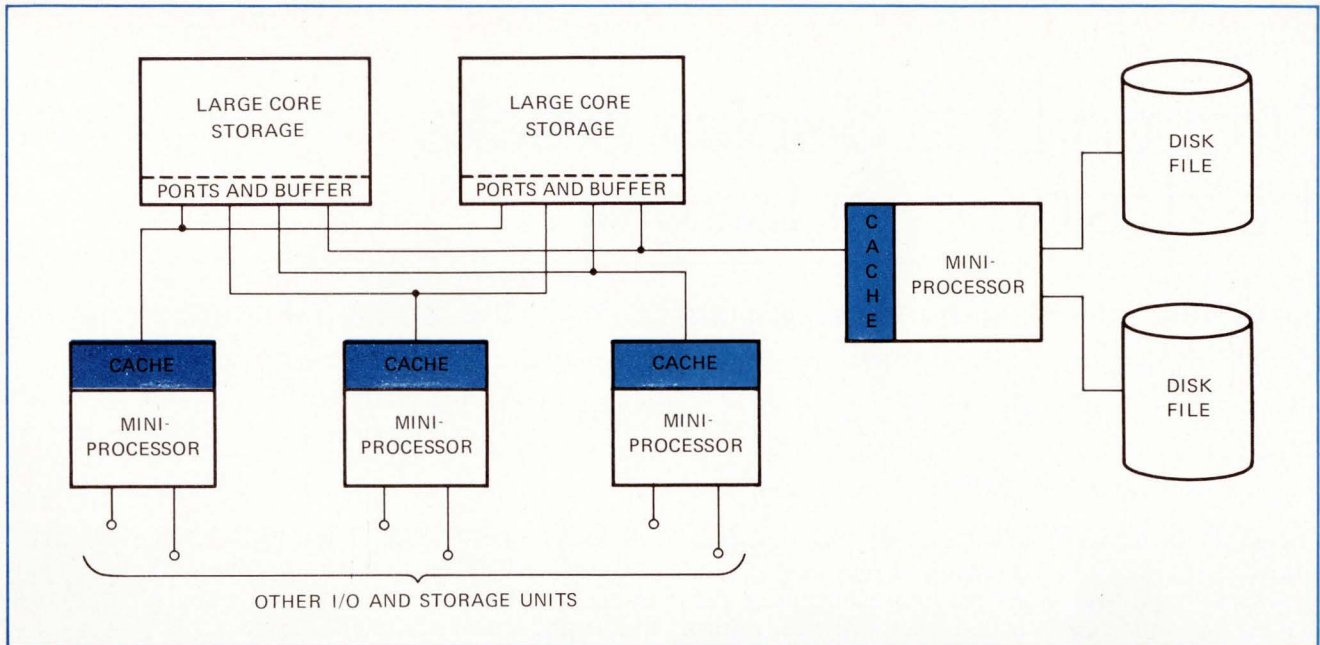 LARGE CORE
STORAGE
PORTS AND BUFFER
LARGE CORE
STORAGE
PORTS AND BUFFER
DISK
FILE
CACHE
MINI-
PROCESSOR
DISK
FILE
CACHE
MINI-
PROCESSOR
CACHE
MINI-
PROCESSOR
CACHE
MINI-
PROCESSOR
OTHER I/O AND STORAGE UNITS